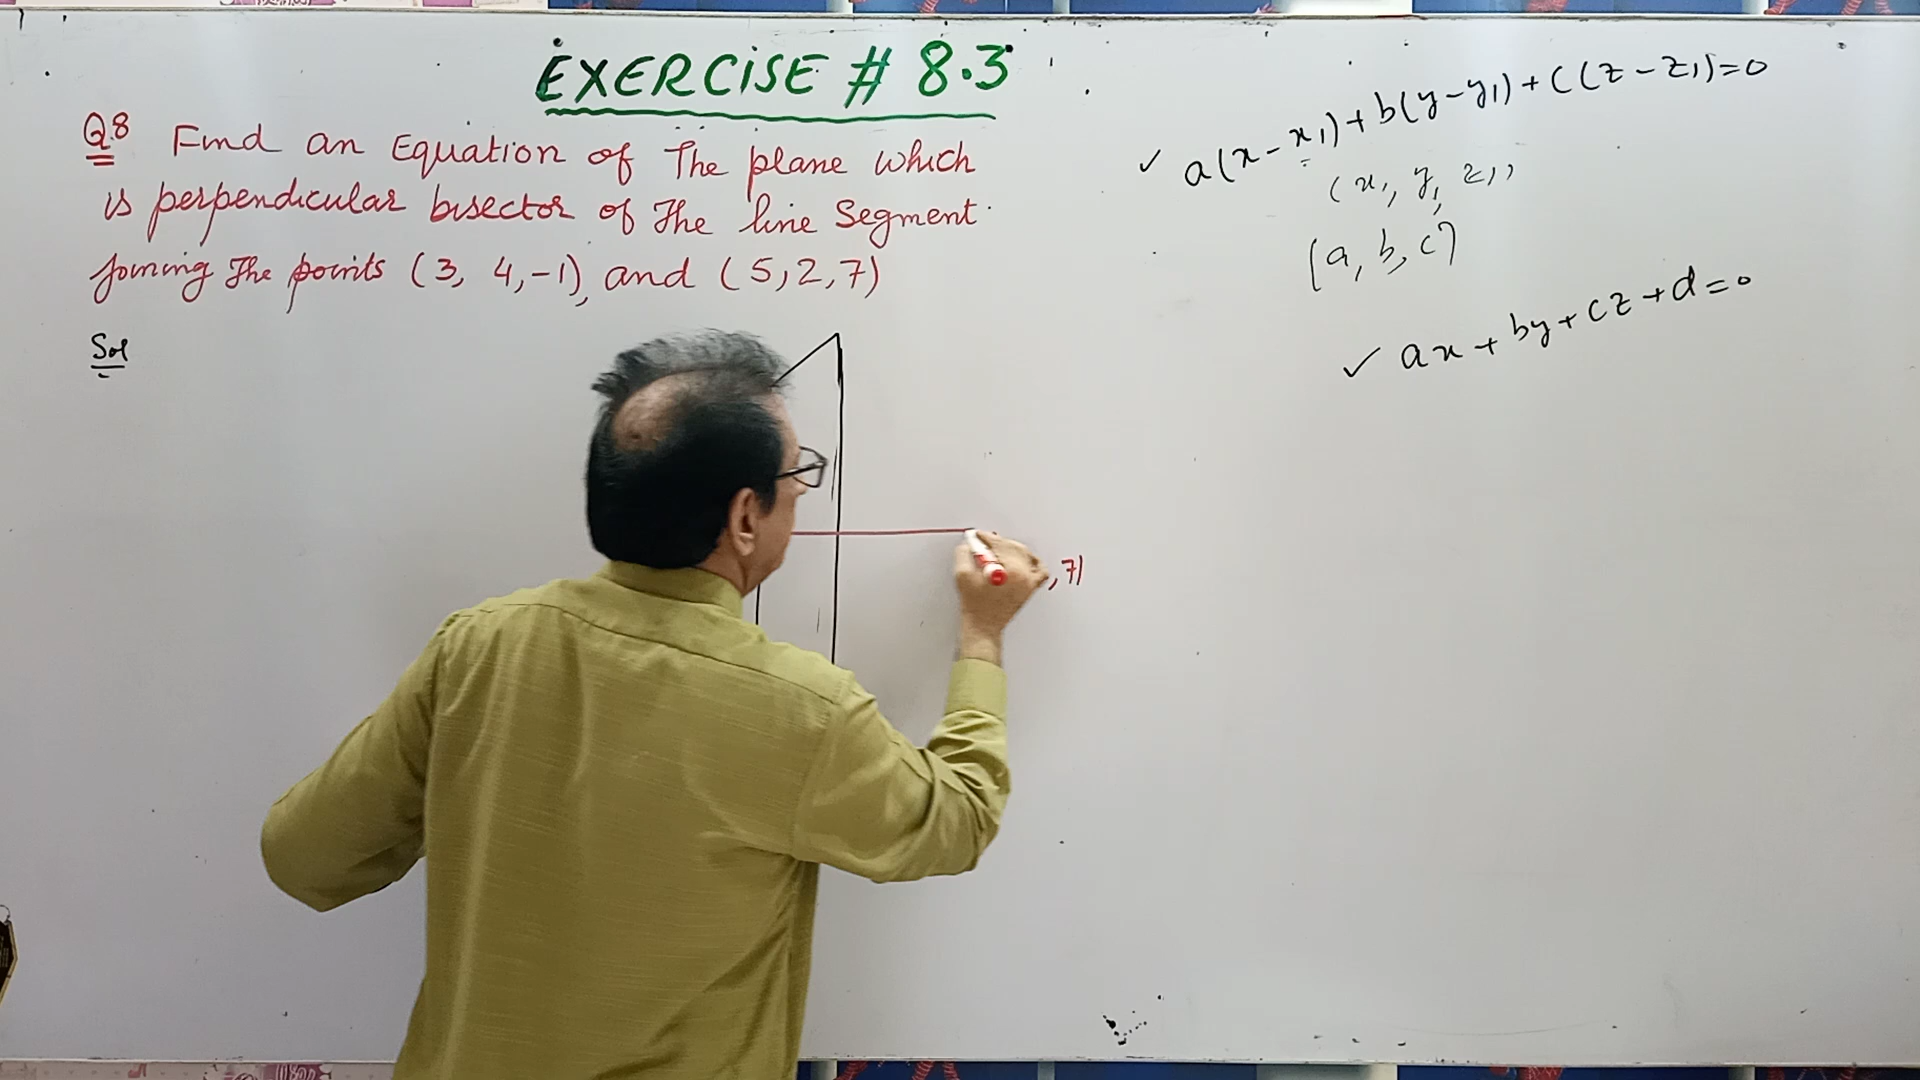 EXERCISE # 8.3
Q.8 Find an Equation of The plane which
is perpendicular bisector of The line Segment
Joining The points (3, 4,-1), and (5,2,7)
Sol
,7)
✓ a(x-x₁)+b(y-y₁)+c(z-z₁)=0
(x₁, y₁, z₁),
(a, b, c)
✓ ax+by+cz+d=0